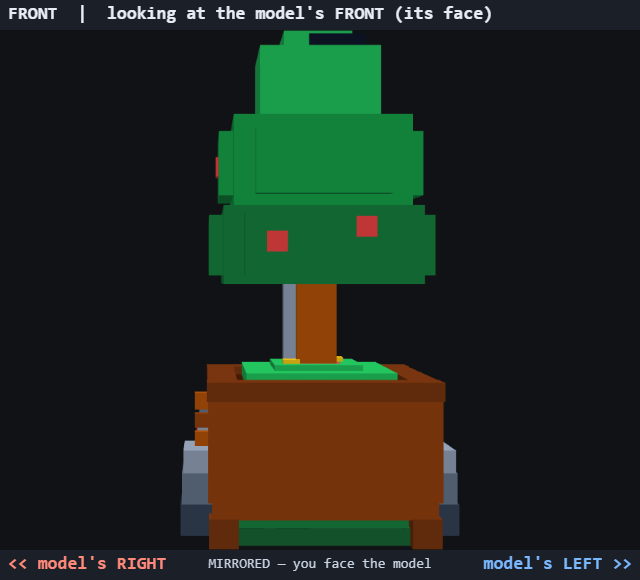 FRONT | looking at the model's FRONT (its face)
<< model's RIGHT MIRRORED — you face the model model's LEFT >>